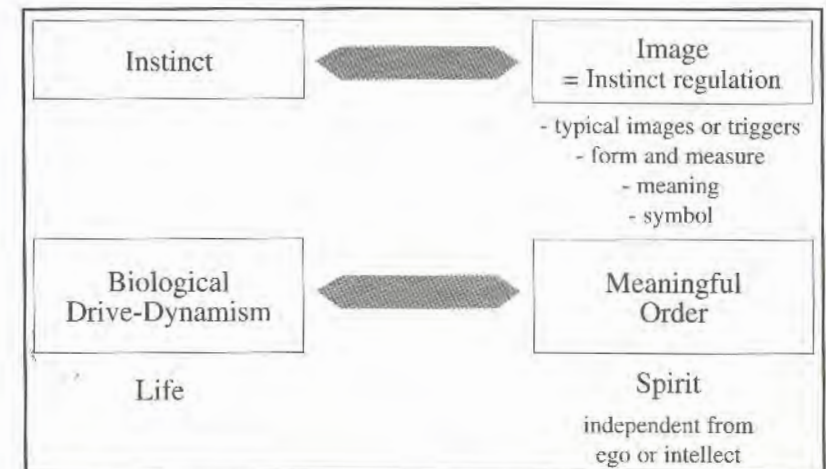 Instinct
Image
= Instinct regulation
- typical images or triggers
- form and measure
- meaning
- symbol
Biological
Drive-Dynamism
Meaningful
Order
Life
Spirit
independent from
ego or intellect